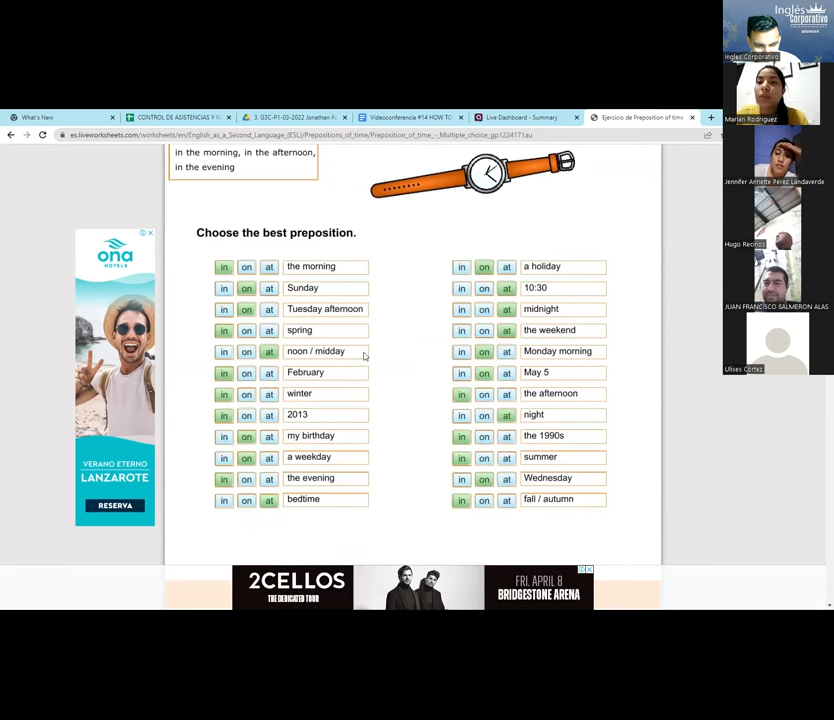 Inglés
Corporativo
BEGINNER
Inglés Corporativo
Marian Rodriguez
Jennifer Annette Pérez Landaverde
Hugo Recinos
JUAN FRANCISCO SALMERON ALAS
Ulises Cortez
What's New
CONTROL DE ASISTENCIAS Y N
3. G3C-P1-03-2022 Jonathan R
Videoconferencia #14 HOW TO
Live Dashboard - Summary
Ejercicio de Preposition of time
es.liveworksheets.com/worksheets/en/English_as_a_Second_Language_(ESL)/Prepositions_of_time/Preposition_of_time_-_Multiple_choice_gp1224171au
in the morning, in the afternoon,
in the evening
Choose the best preposition.
in on at the morning
in on at Sunday
in on at Tuesday afternoon
in on at spring
in on at noon / midday
in on at February
in on at winter
in on at 2013
in on at my birthday
in on at a weekday
in on at the evening
in on at bedtime
in on at a holiday
in on at 10:30
in on at midnight
in on at the weekend
in on at Monday morning
in on at May 5
in on at the afternoon
in on at night
in on at the 1990s
in on at summer
in on at Wednesday
in on at fall / autumn
ona
HOTELS
VERANO ETERNO
LANZAROTE
RESERVA
2CELLOS
THE DEDICATED TOUR
FRI. APRIL 8
BRIDGESTONE ARENA